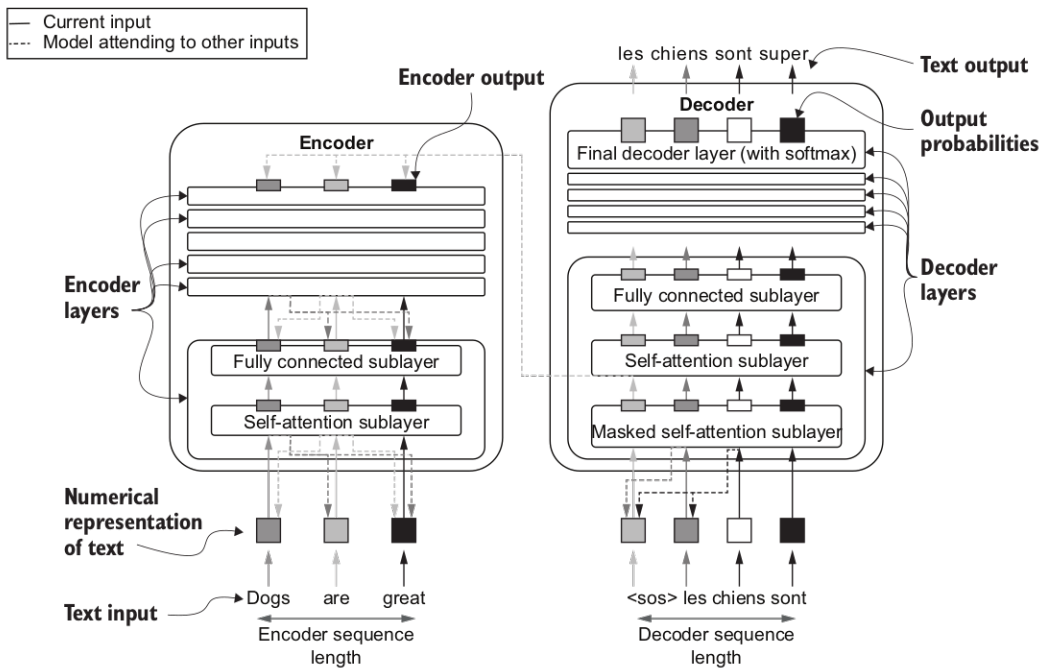 Current input
Model attending to other inputs
Encoder output
Encoder
Encoder
layers
Fully connected sublayer
Self-attention sublayer
Numerical
representation
of text
Text input
Dogs are great
Encoder sequence
length
les chiens sont super
Text output
Decoder
Output
probabilities
Final decoder layer (with softmax)
Decoder
layers
Fully connected sublayer
Self-attention sublayer
Masked self-attention sublayer
<sos> les chiens sont
Decoder sequence
length